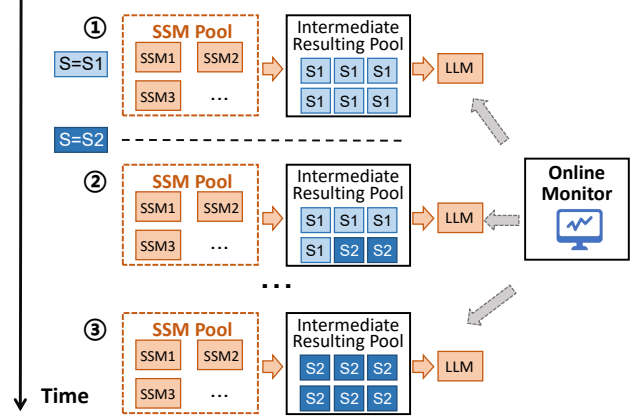 ①
SSM Pool
Intermediate
Resulting Pool
S=S1
SSM1 SSM2
SSM3 ...
S1 S1 S1
S1 S1 S1
LLM
S=S2
②
SSM Pool
Intermediate
Resulting Pool
SSM1 SSM2
SSM3 ...
S1 S1 S1
S1 S2 S2
LLM
Online
Monitor
...
③
SSM Pool
Intermediate
Resulting Pool
SSM1 SSM2
SSM3 ...
S2 S2 S2
S2 S2 S2
LLM
Time